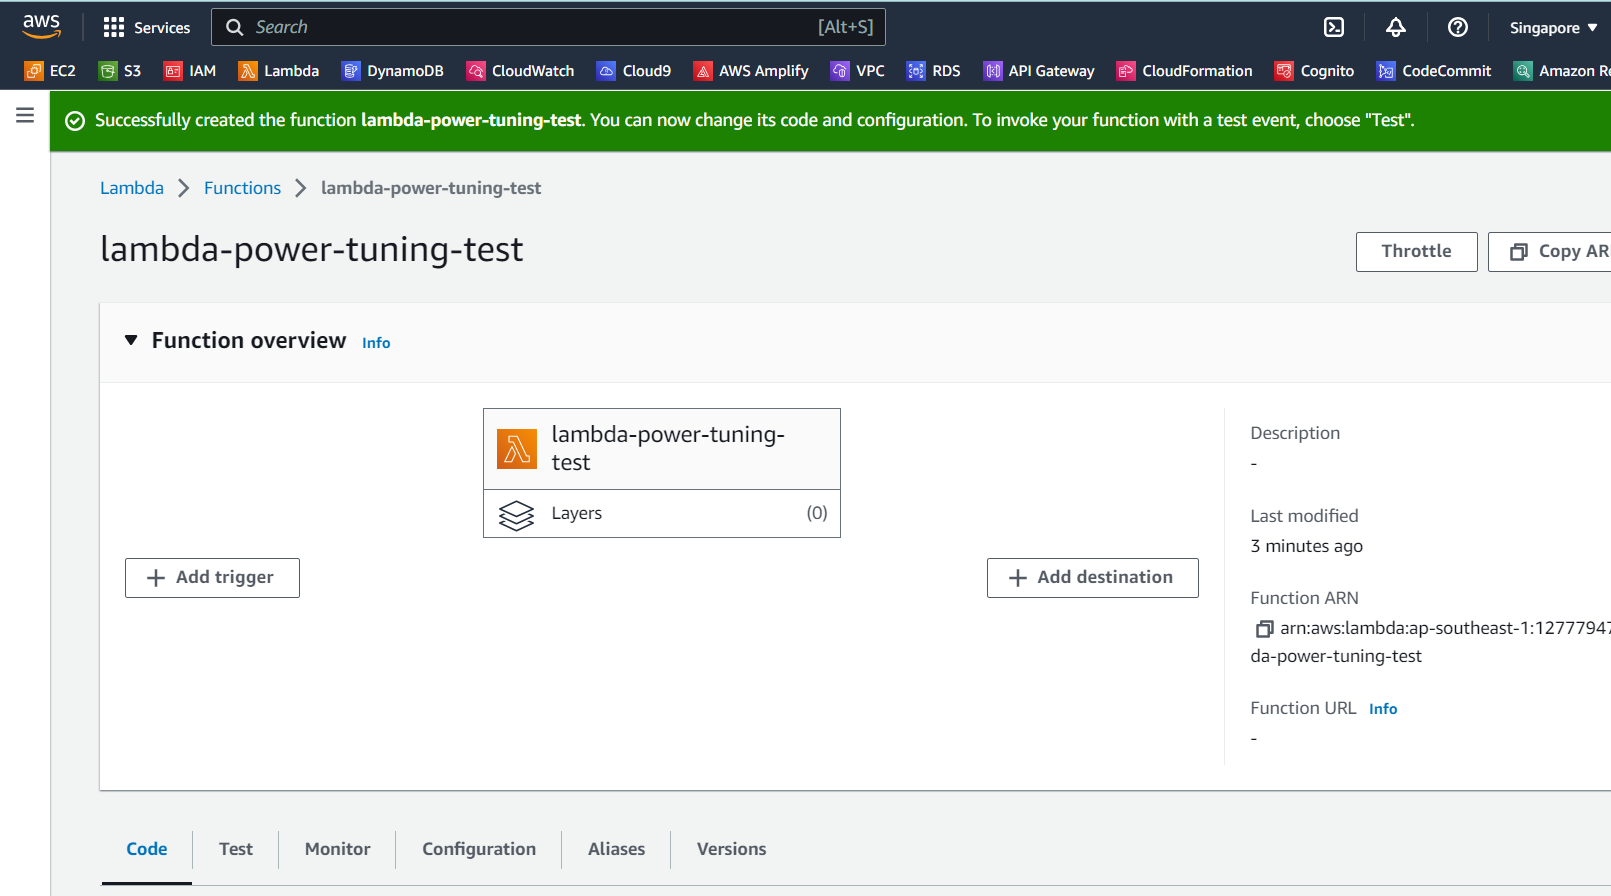 aws Services Search [Alt+S] Singapore
EC2 S3 IAM Lambda DynamoDB CloudWatch Cloud9 AWS Amplify VPC RDS API Gateway CloudFormation Cognito CodeCommit Amazon Re
Successfully created the function lambda-power-tuning-test. You can now change its code and configuration. To invoke your function with a test event, choose "Test".
Lambda Functions lambda-power-tuning-test
lambda-power-tuning-test
Throttle Copy AR
Function overview Info
lambda-power-tuning-
test
Layers (0)
Add trigger
Add destination
Description
-
Last modified
3 minutes ago
Function ARN
arn:aws:lambda:ap-southeast-1:12777947
da-power-tuning-test
Function URL Info
-
Code Test Monitor Configuration Aliases Versions